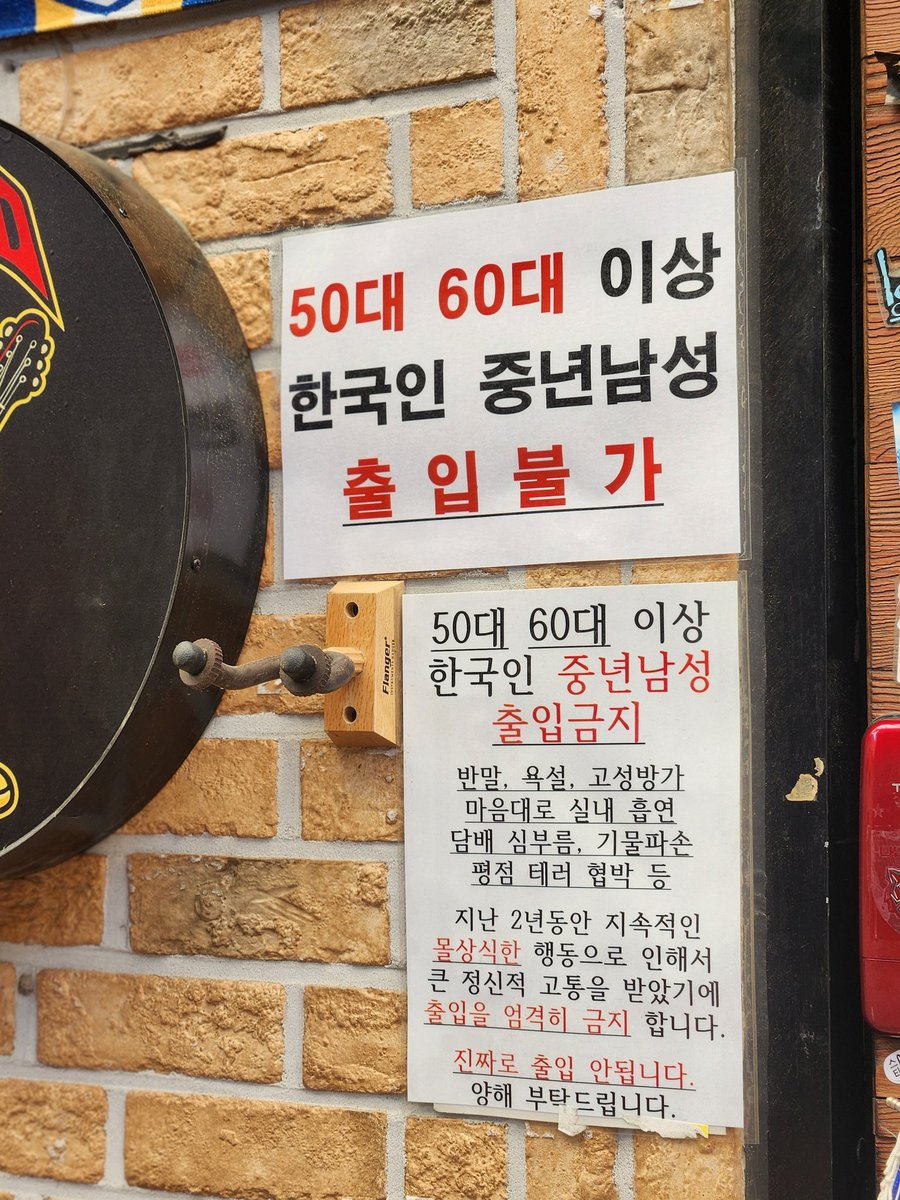 50대 60대 이상
한국인 중년남성
출입불가
50대 60대 이상
한국인 중년남성
출입금지
반말, 욕설, 고성방가
마음대로 실내 흡연
담배 심부름, 기물파손
평점 테러 협박 등
지난 2년동안 지속적인
몰상식한 행동으로 인해서
큰 정신적 고통을 받았기에
출입을 엄격히 금지 합니다.
진짜로 출입 안됩니다.
양해 부탁드립니다.
Flanger